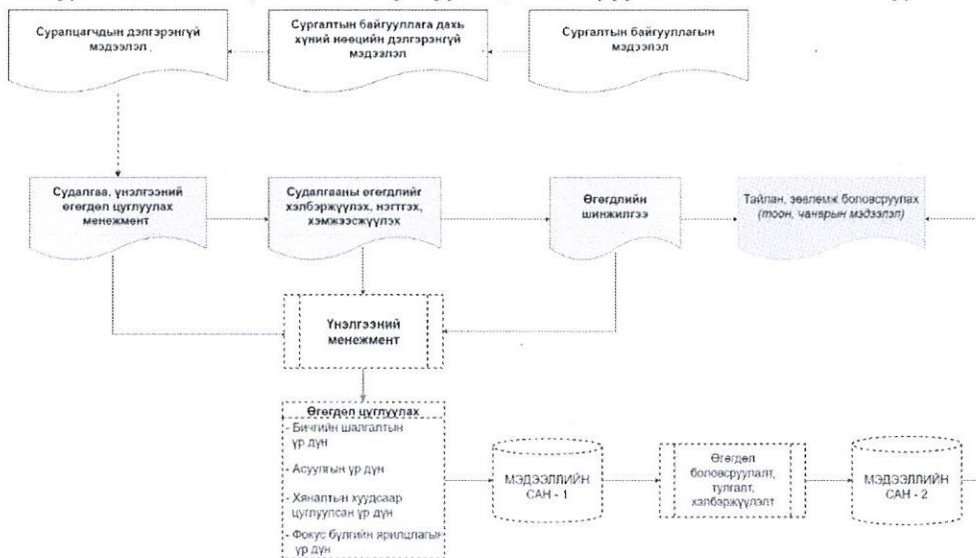 Суралцагчдын дэлгэрэнгүй
мэдээлэл
Сургалтын байгууллага дахь
хүний нөөцийн дэлгэрэнгүй
мэдээлэл
Сургалтын байгууллагын
мэдээлэл
Судалгаа, үнэлгээний
өгөгдөл цуглуулах
менежмент
Судалгааны өгөгдлийг
хэлбэржүүлэх, нэгтгэх,
хэмжээсжүүлэх
Өгөгдлийн
шинжилгээ
Тайлан, зөвлөмж боловсруулах
(тоон, чанарын мэдээлэл)
Үнэлгээний
менежмент
Өгөгдөл цуглуулах
- Бичгийн шалгалтын
үр дүн
- Асуулгын үр дүн
- Хяналтын хуудсаар
цуглуулсан үр дүн
- Фокус бүлгийн ярилцлагын
үр дүн
МЭДЭЭЛЛИЙН
САН - 1
Өгөгдөл
боловсруулалт,
тулгалт,
хэлбэржүүлэлт
МЭДЭЭЛЛИЙН
САН - 2